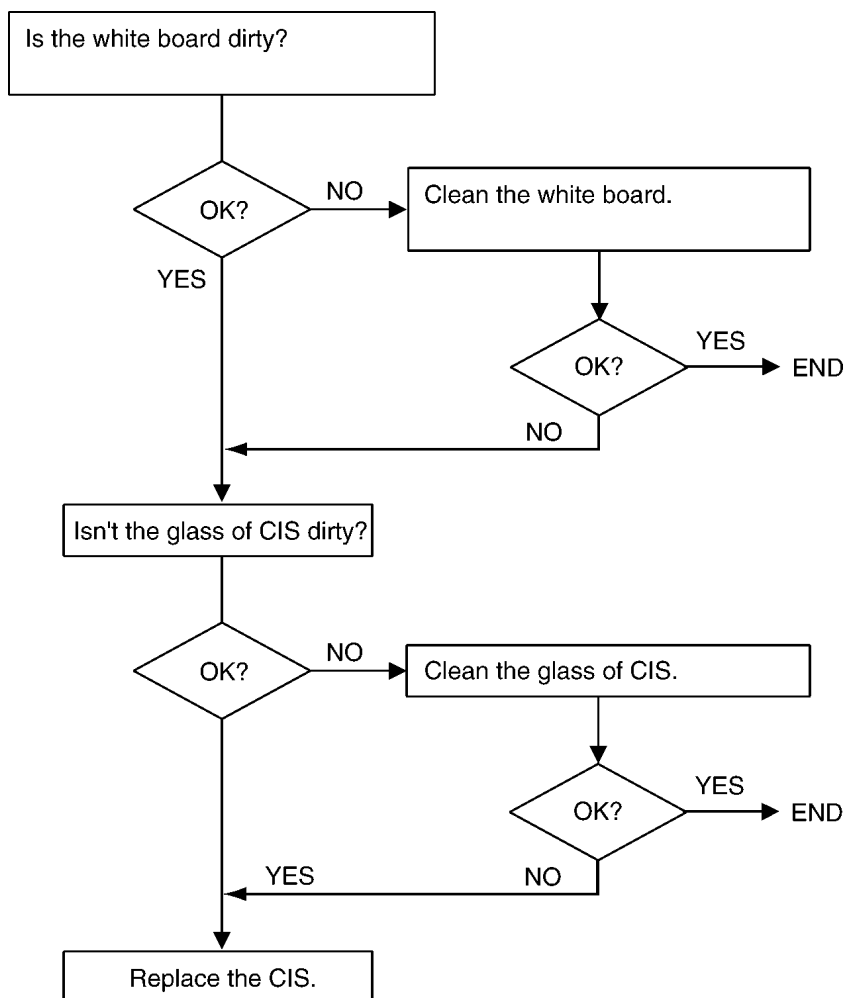 Is the white board dirty?
OK?
NO
Clean the white board.
YES
OK?
YES
END
NO
Isn't the glass of CIS dirty?
OK?
NO
Clean the glass of CIS.
OK?
YES
END
YES
NO
Replace the CIS.